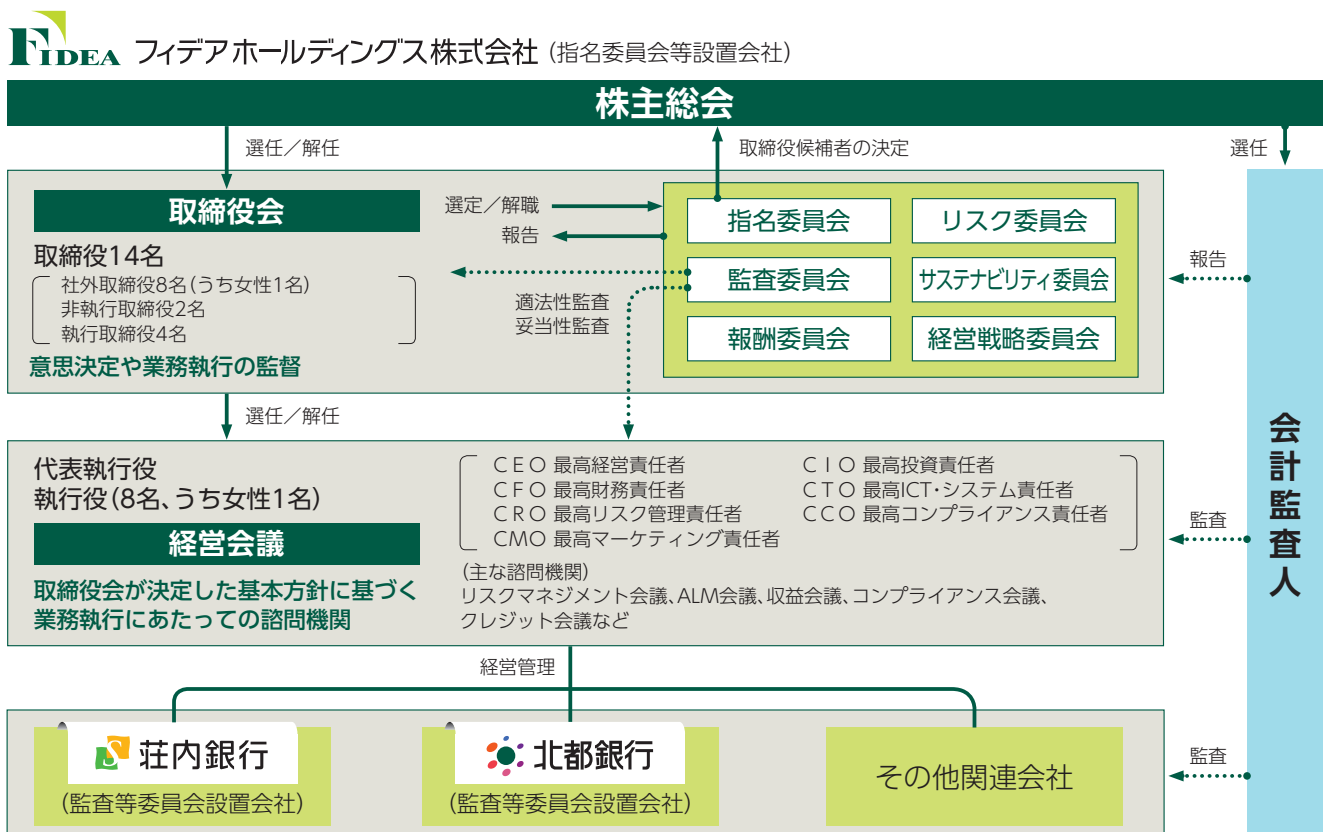 FIDEA フィデアホールディングス株式会社(指名委員会等設置会社)
株主総会
選任/解任
取締役候補者の決定
選任
取締役会
取締役14名
社外取締役8名(うち女性1名)
非執行取締役2名
執行取締役4名
意思決定や業務執行の監督
選定/解職
報告
適法性監査
妥当性監査
指名委員会
リスク委員会
監査委員会
サステナビリティ委員会
報酬委員会
経営戦略委員会
報告
選任/解任
代表執行役
執行役(8名、うち女性1名)
経営会議
取締役会が決定した基本方針に基づく
業務執行にあたっての諮問機関
CEO 最高経営責任者
CFO 最高財務責任者
CRO 最高リスク管理責任者
CMO 最高マーケティング責任者
CIO 最高投資責任者
CTO 最高ICT・システム責任者
CCO 最高コンプライアンス責任者
(主な諮問機関)
リスクマネジメント会議、ALM会議、収益会議、コンプライアンス会議、
クレジット会議など
監査
会計監査人
経営管理
荘内銀行
(監査等委員会設置会社)
北都銀行
(監査等委員会設置会社)
その他関連会社
監査